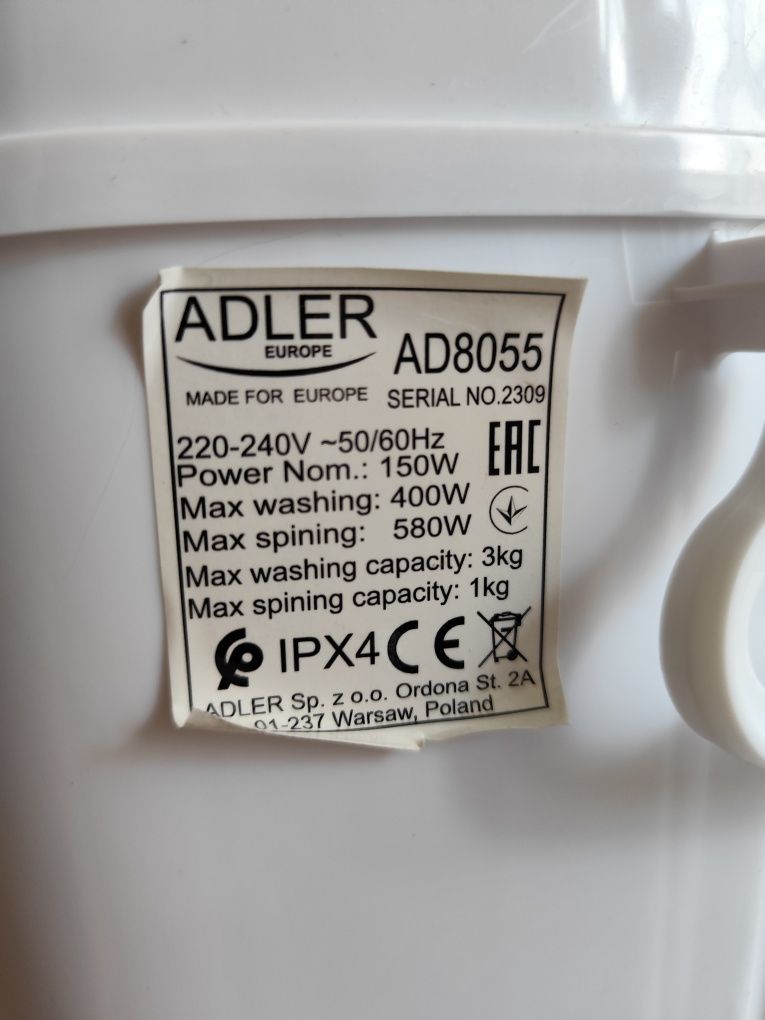 ADLER
EUROPE
AD8055
MADE FOR EUROPE
SERIAL NO.2309
220-240V ~50/60Hz
EAC
Power Nom.: 150W
Max washing: 400W
Max spining: 580W
Max washing capacity: 3kg
Max spining capacity: 1kg
IPX4 CE
ADLER Sp. z o.o. Ordona St. 2A
01-237 Warsaw, Poland